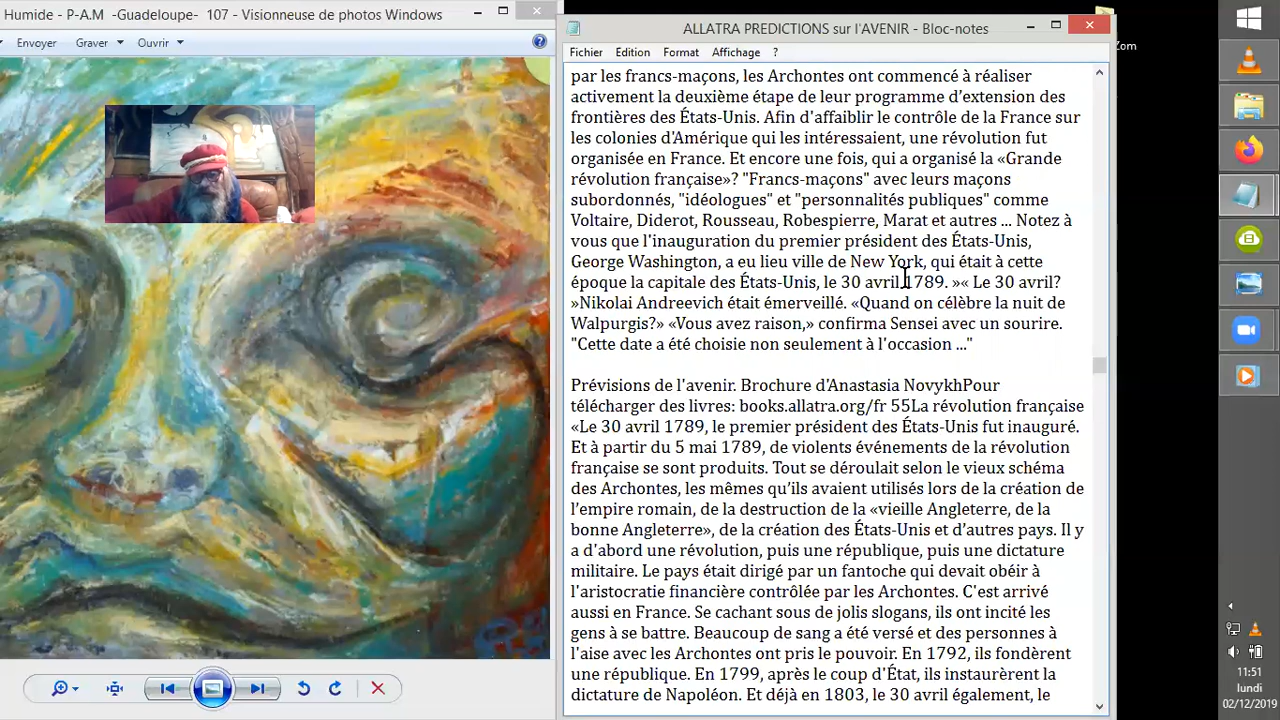 Humide - P-A.M -Guadeloupe- 107 - Visionneuse de photos Windows
Envoyer Graver Ouvrir
ALLATRA PREDICTIONS sur l'AVENIR - Bloc-notes
Fichier Edition Format Affichage ?
par les francs-maçons, les Archontes ont commencé à réaliser
activement la deuxième étape de leur programme d'extension des
frontières des États-Unis. Afin d'affaiblir le contrôle de la France sur
les colonies d'Amérique qui les intéressaient, une révolution fut
organisée en France. Et encore une fois, qui a organisé la «Grande
révolution française»? "Francs-maçons" avec leurs maçons
subordonnés, "idéologues" et "personnalités publiques" comme
Voltaire, Diderot, Rousseau, Robespierre, Marat et autres ... Notez à
vous que l'inauguration du premier président des États-Unis,
George Washington, a eu lieu ville de New York, qui était à cette
époque la capitale des États-Unis, le 30 avril 1789. »« Le 30 avril?
»Nikolai Andreevich était émerveillé. «Quand on célèbre la nuit de
Walpurgis?» «Vous avez raison,» confirma Sensei avec un sourire.
"Cette date a été choisie non seulement à l'occasion ..."
Prévisions de l'avenir. Brochure d'Anastasia NovykhPour
télécharger des livres: books.allatra.org/fr 55La révolution française
«Le 30 avril 1789, le premier président des États-Unis fut inauguré.
Et à partir du 5 mai 1789, de violents événements de la révolution
française se sont produits. Tout se déroulait selon le vieux schéma
des Archontes, les mêmes qu'ils avaient utilisés lors de la création de
l'empire romain, de la destruction de la «vieille Angleterre, de la
bonne Angleterre», de la création des États-Unis et d'autres pays. Il y
a d'abord une révolution, puis une république, puis une dictature
militaire. Le pays était dirigé par un fantoche qui devait obéir à
l'aristocratie financière contrôlée par les Archontes. C'est arrivé
aussi en France. Se cachant sous de jolis slogans, ils ont incité les
gens à se battre. Beaucoup de sang a été versé et des personnes à
l'aise avec les Archontes ont pris le pouvoir. En 1792, ils fondèrent
une république. En 1799, après le coup d'État, ils instaurèrent la
dictature de Napoléon. Et déjà en 1803, le 30 avril également, le
Zom
11:51
lundi
02/12/2019